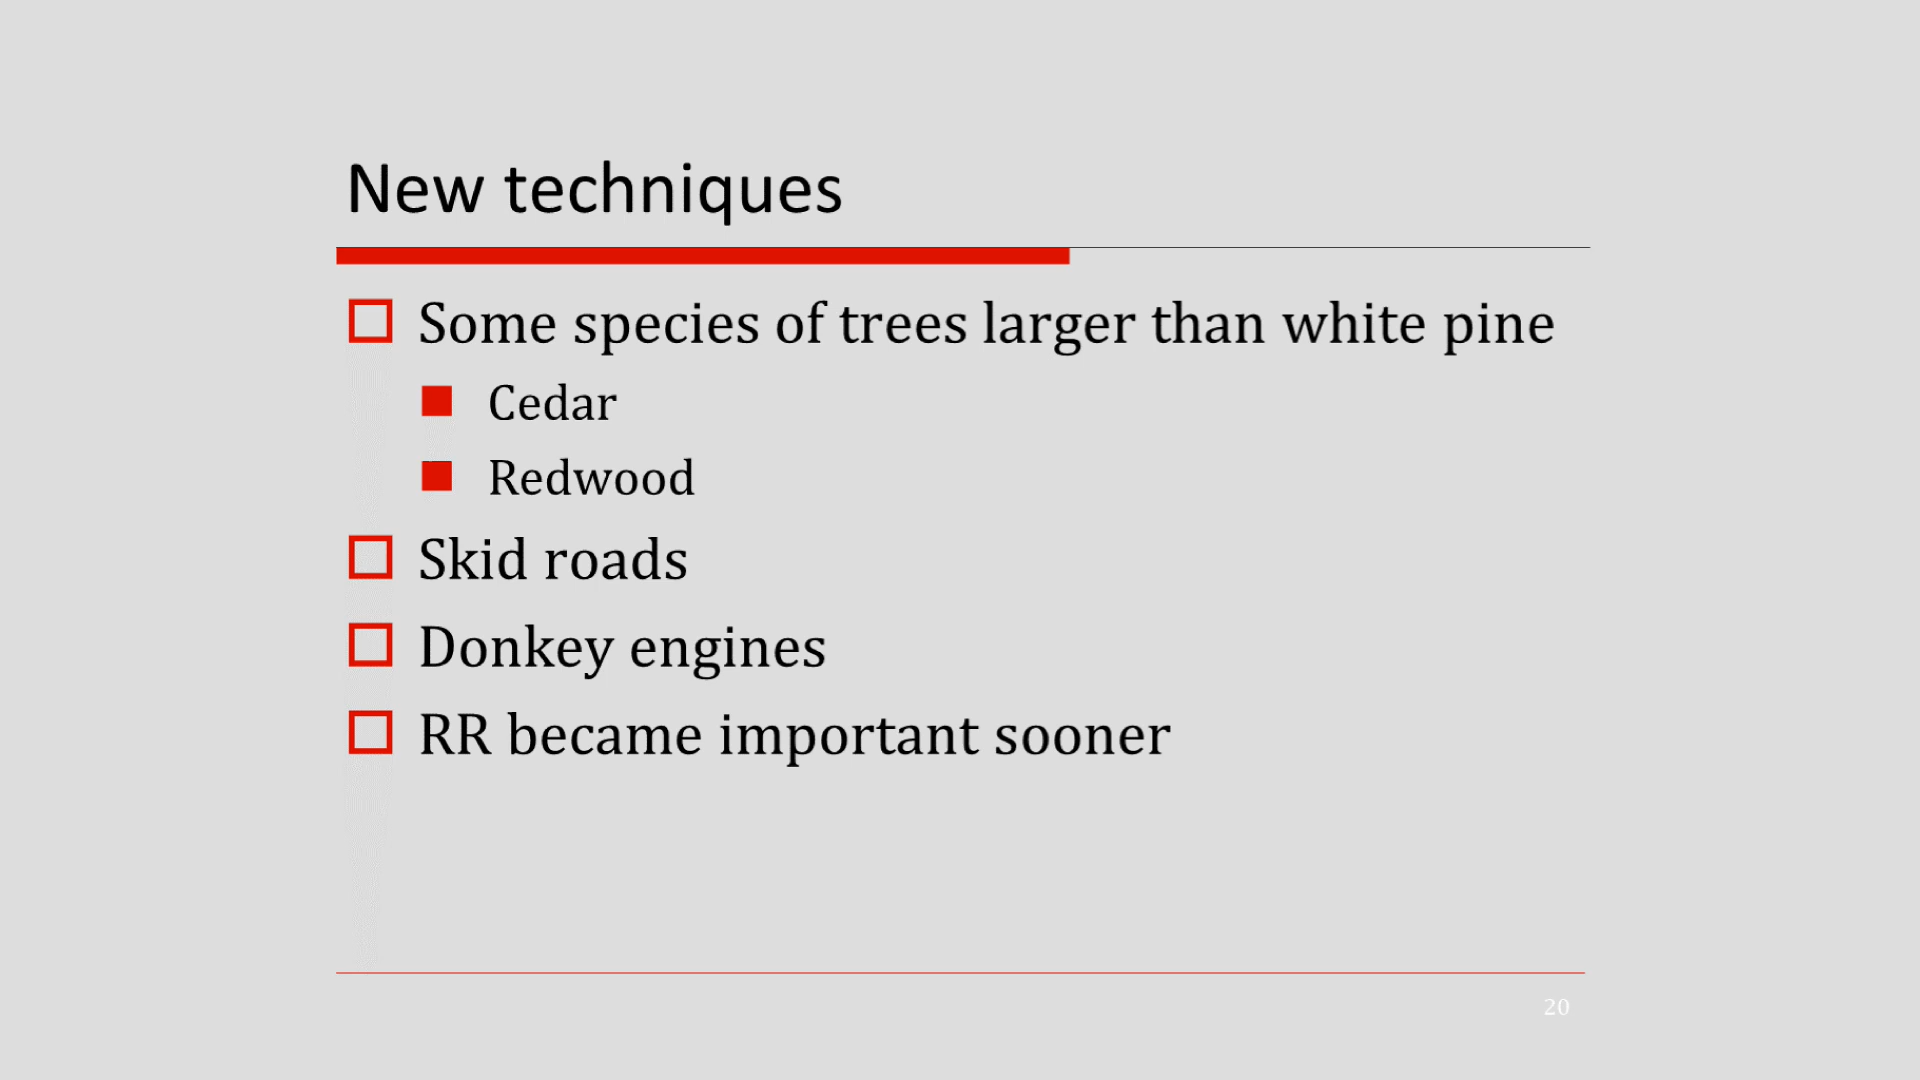 New techniques
Some species of trees larger than white pine
Cedar
Redwood
Skid roads
Donkey engines
RR became important sooner
20